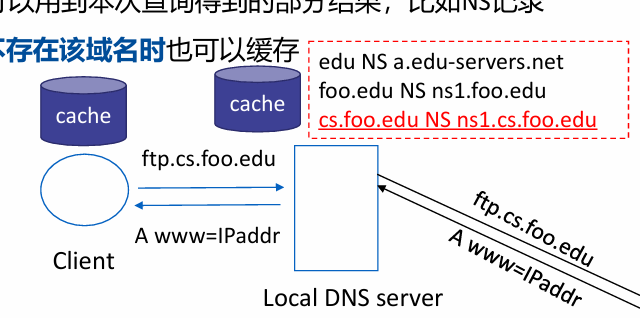 以用到本次查询得到的部分结果，比如NS记录
不存在该域名时也可以缓存
edu NS a.edu-servers.net
foo.edu NS ns1.foo.edu
cs.foo.edu NS ns1.cs.foo.edu
cache
cache
ftp.cs.foo.edu
A www=IPaddr
Client
Local DNS server
ftp.cs.foo.edu
A www=IPaddr